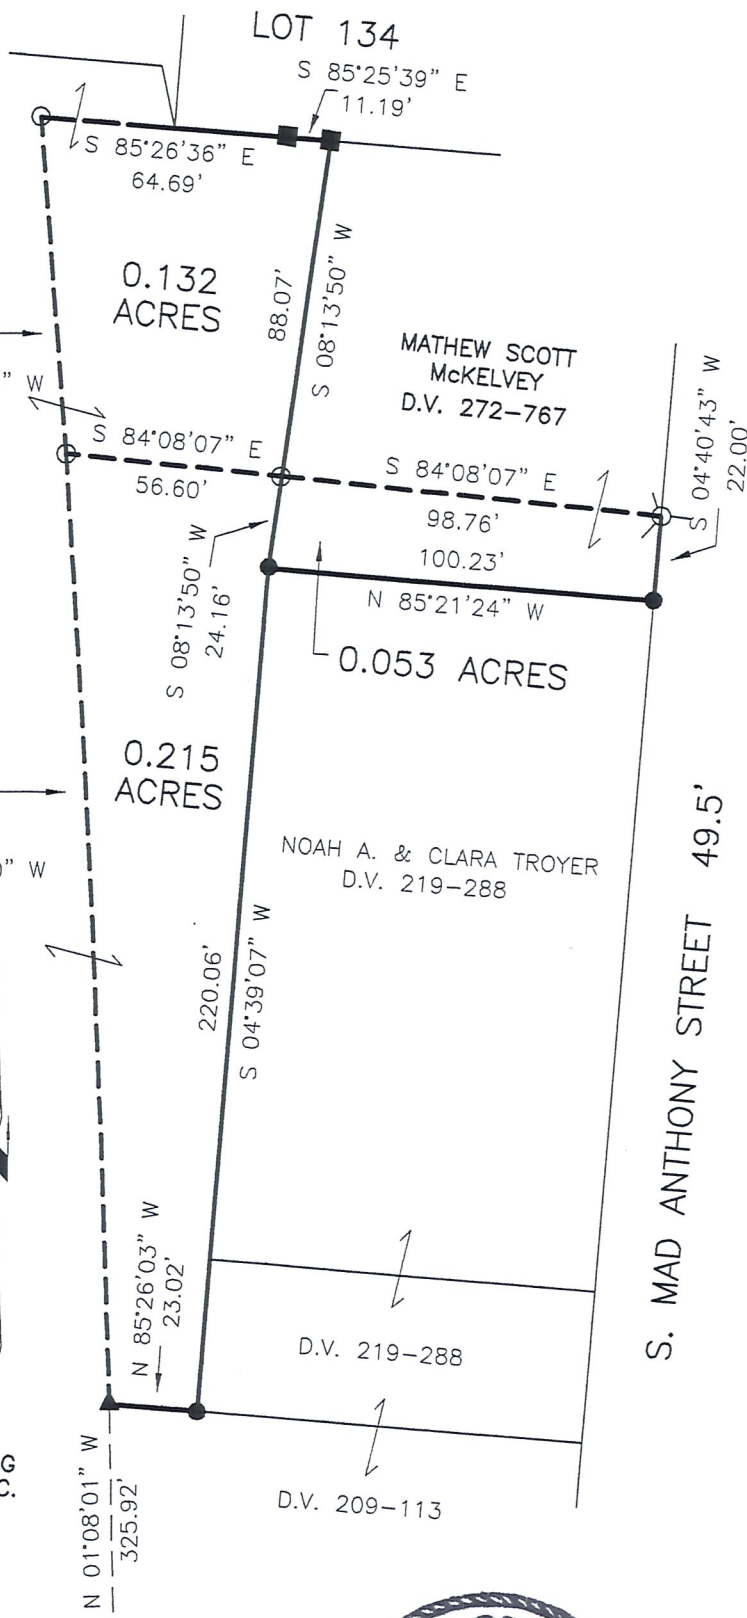 LOT 134
S 85°25'39" E
11.19'
S 85°26'36" E
64.69'
0.132
ACRES
88.07'
S 08°13'50" W
MATHEW SCOTT
McKELVEY
D.V. 272-767
S 04°40'43" W
22.00'
" W
S 84°08'07" E
56.60'
S 84°08'07" E
98.76'
100.23'
N 85°21'24" W
S 08°13'50" W
24.16'
0.053 ACRES
0.215
ACRES
" W
NOAH A. & CLARA TROYER
D.V. 219-288
220.06'
S 04°39'07" W
S. MAD ANTHONY STREET 49.5'
N 85°26'03" W
23.02'
D.V. 219-288
G
C.
N 01°08'01" W
325.92'
D.V. 209-113